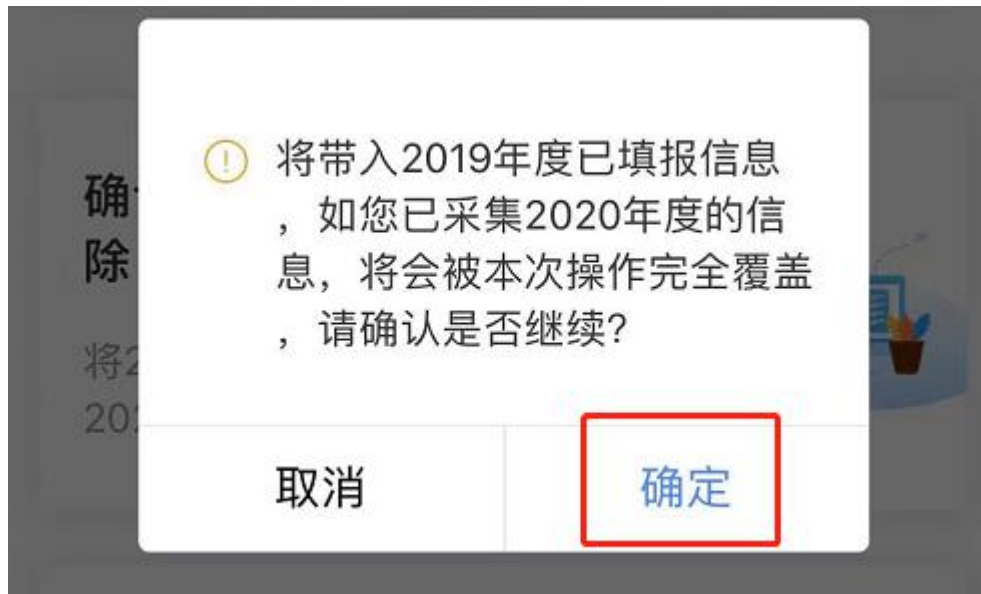 将带入2019年度已填报信息
，如您已采集2020年度的信
息，将会被本次操作完全覆盖
，请确认是否继续？
确
除
将2
202
取消
确定